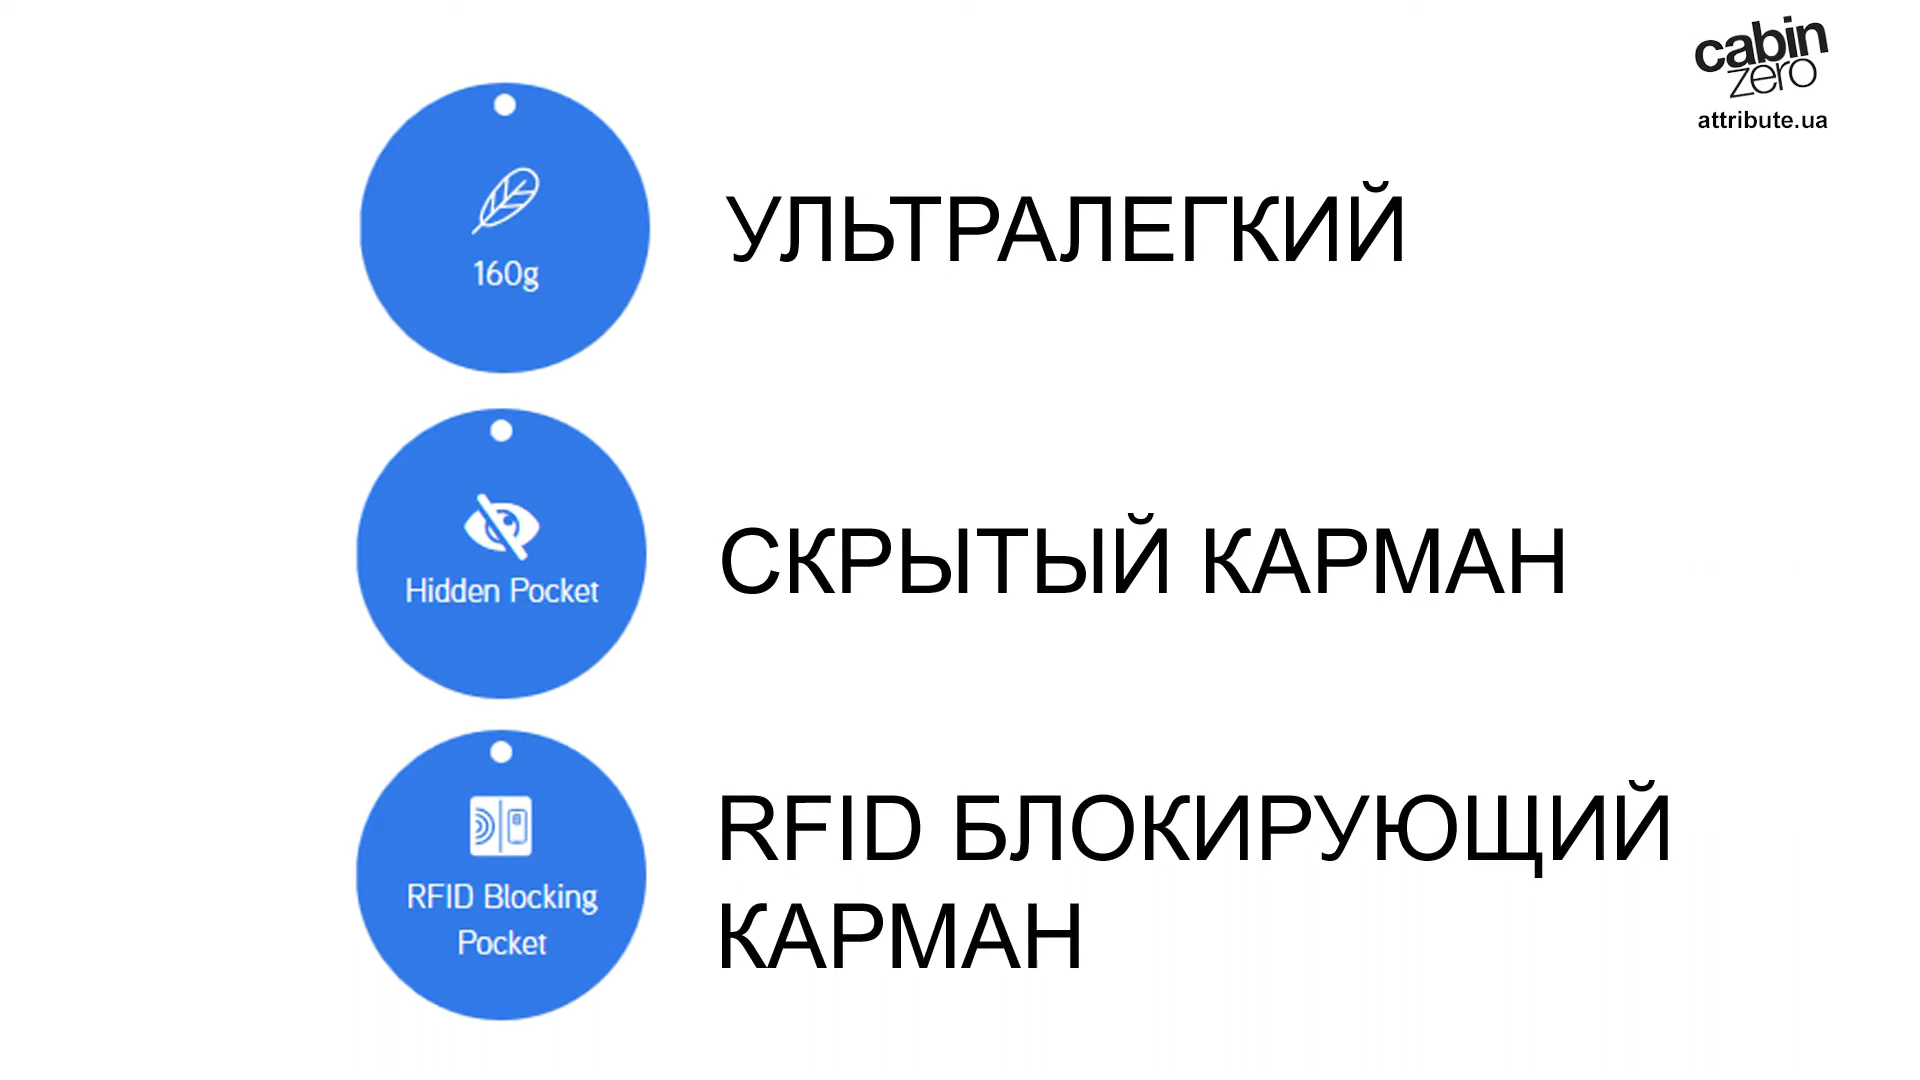 cabin
zero
attribute.ua
160g
УЛЬТРАЛЕГКИЙ
Hidden Pocket
СКРЫТЫЙ КАРМАН
RFID Blocking
Pocket
RFID БЛОКИРУЮЩИЙ
КАРМАН